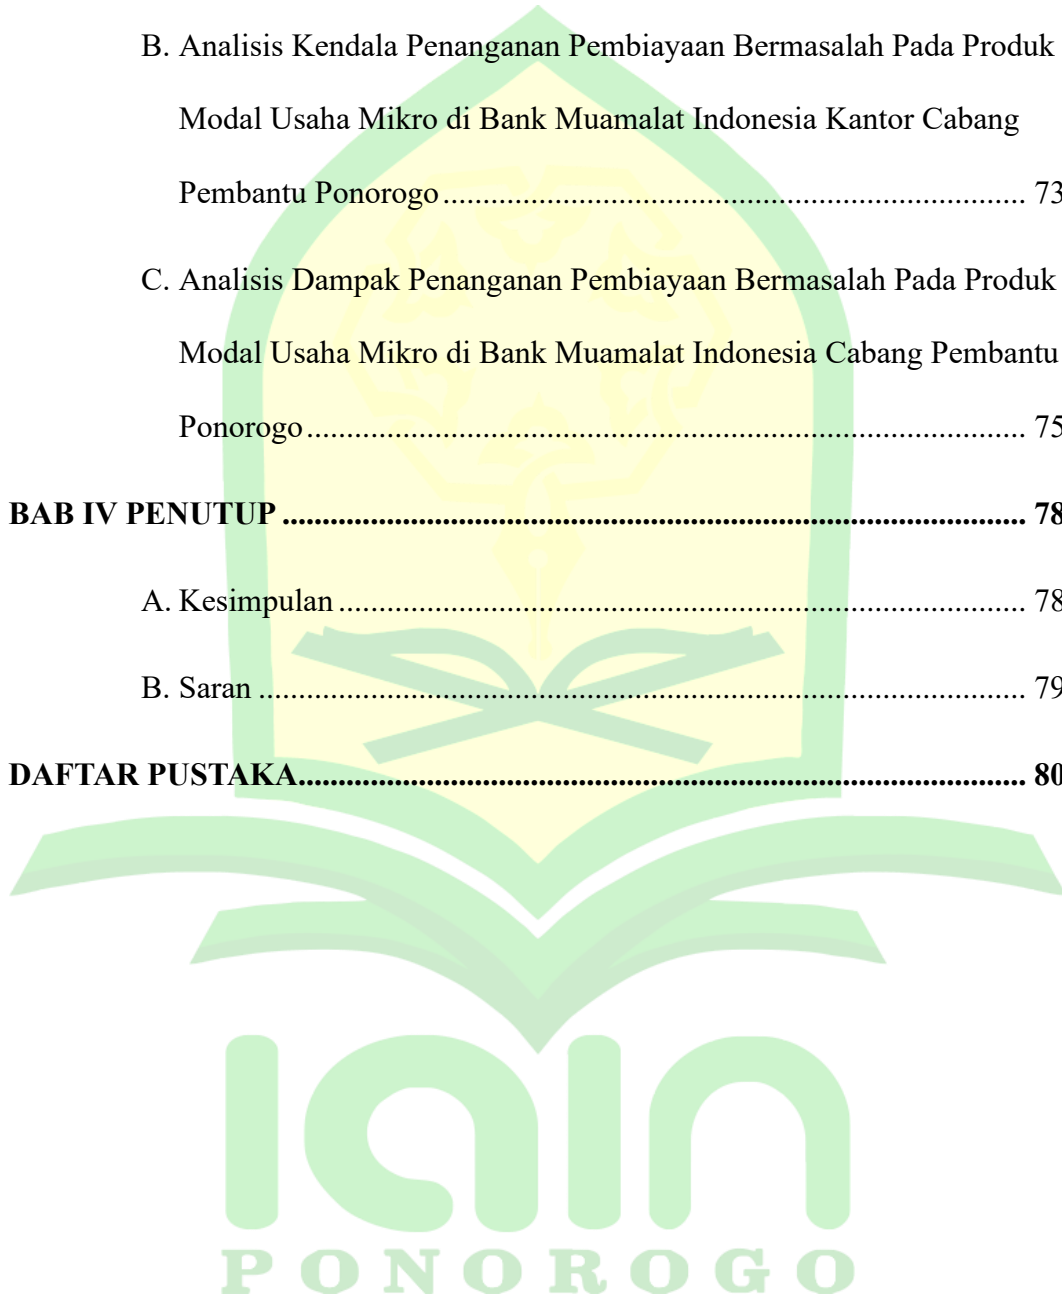 B. Analisis Kendala Penanganan Pembiayaan Bermasalah Pada Produk
Modal Usaha Mikro di Bank Muamalat Indonesia Kantor Cabang
Pembantu Ponorogo ........................................................................ 73
C. Analisis Dampak Penanganan Pembiayaan Bermasalah Pada Produk
Modal Usaha Mikro di Bank Muamalat Indonesia Cabang Pembantu
Ponorogo ........................................................................................ 75
BAB IV PENUTUP ............................................................................................ 78
A. Kesimpulan ...................................................................................... 78
B. Saran ................................................................................................ 79
DAFTAR PUSTAKA.......................................................................................... 80
iain
PONOROGO